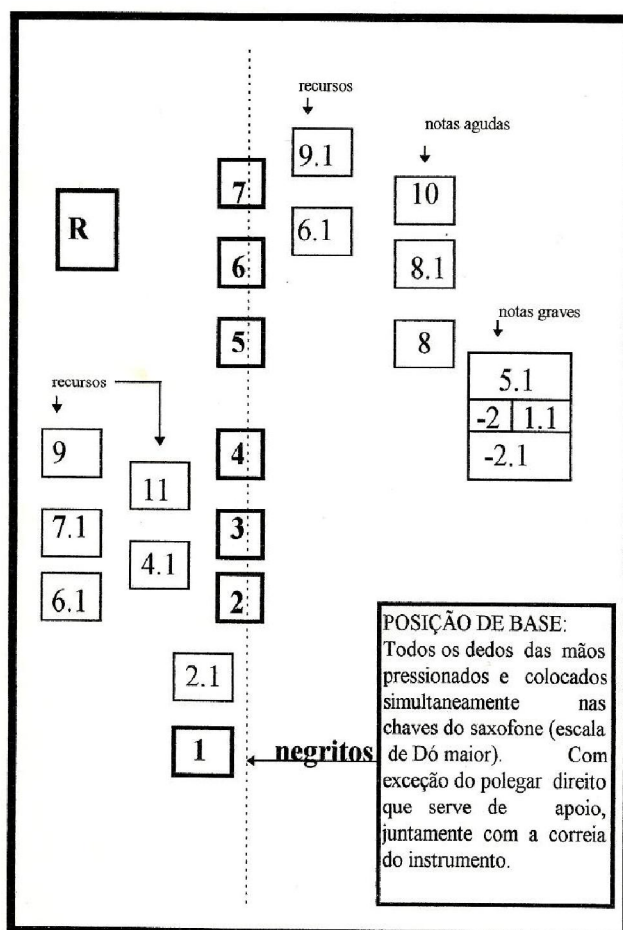 recursos
9.1
notas agudas
7
10
R
6.1
6
8.1
notas graves
5
8
5.1
recursos
-2 1.1
9
4
-2.1
11
7.1
3
4.1
6.1
2
POSIÇÃO DE BASE:
Todos os dedos das mãos
pressionados e colocados
simultaneamente nas
chaves do saxofone (escala
de Dó maior). Com
exceção do polegar direito
que serve de apoio,
juntamente com a correia
do instrumento.
2.1
1
negritos